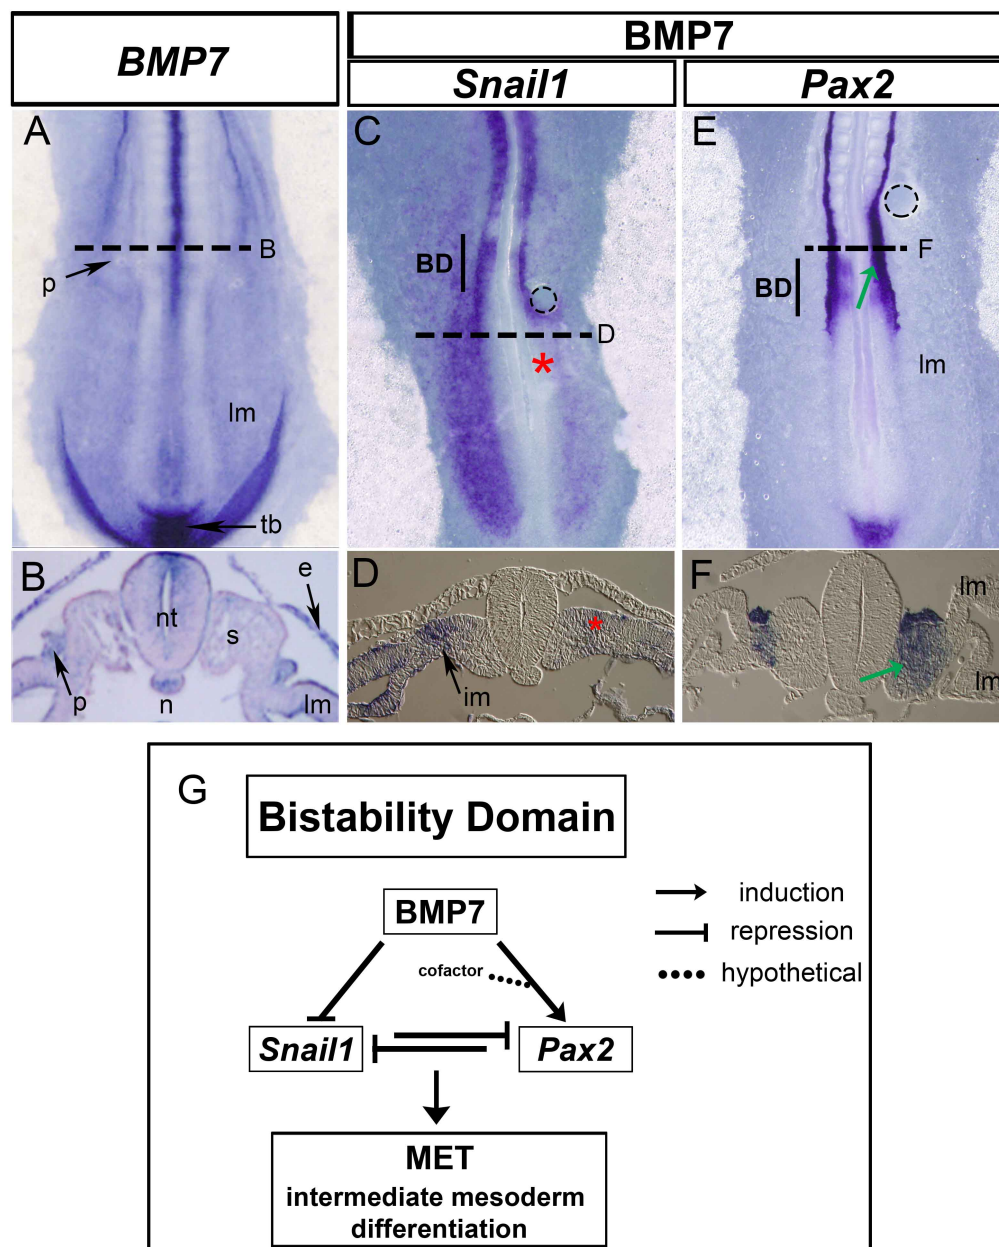 BMP7
BMP7
Snail1
Pax2
A
C
E
B
p
BD
F
BD
D
*
lm
lm
tb
B
e
nt
s
p
n
lm
D
*
im
F
lm
lm
G
Bistability Domain
BMP7
induction
repression
cofactor
hypothetical
Snail1
Pax2
MET
intermediate mesoderm
differentiation